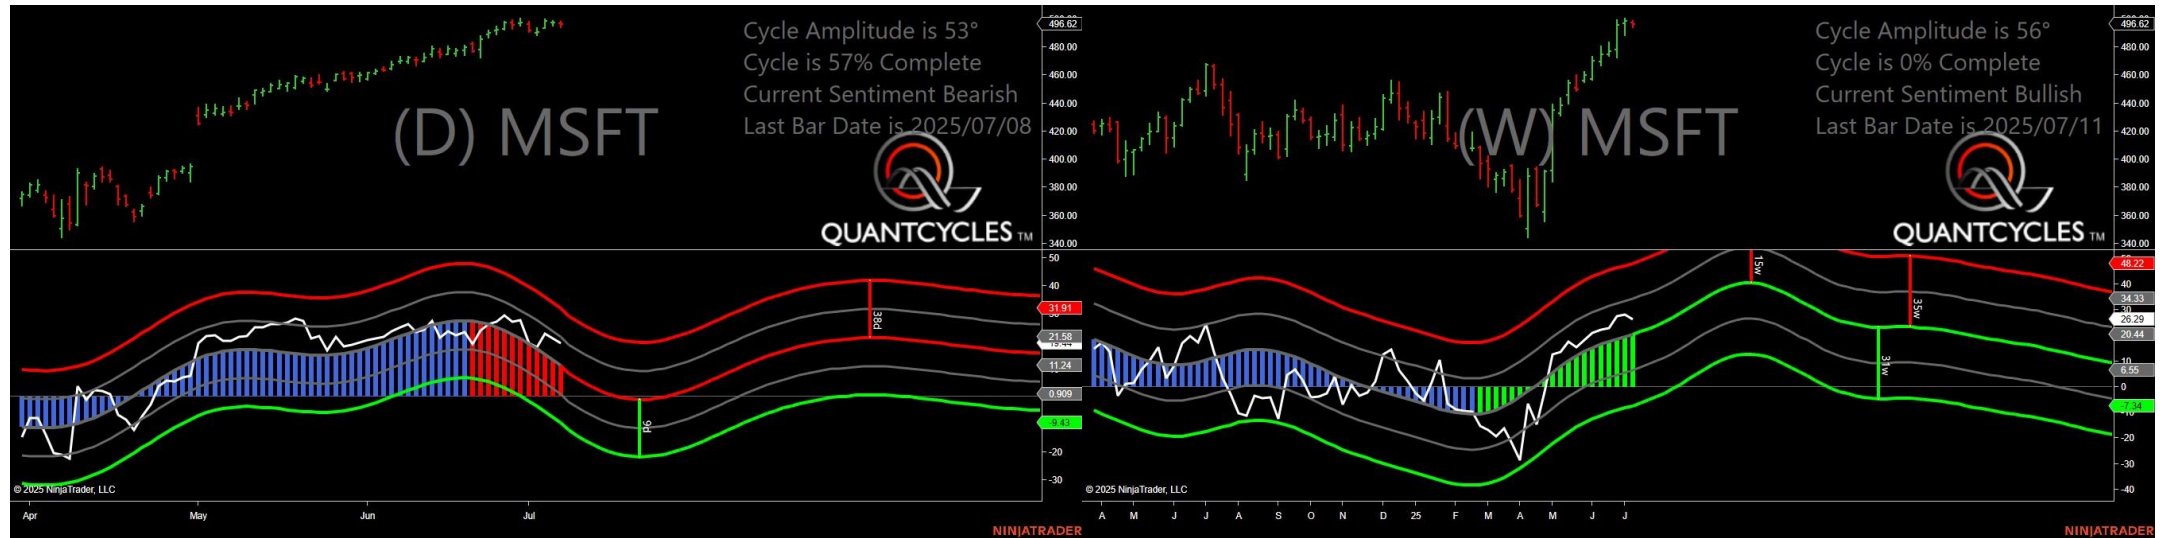 Cycle Amplitude is 53°
Cycle is 57% Complete
Current Sentiment Bearish
Last Bar Date is 2025/07/08
(D) MSFT
QUANTCYCLES TM
496.62
480.00
460.00
440.00
420.00
400.00
380.00
360.00
340.00
50
40
31.91
21.58
11.24
0.909
-9.43
-20
-30
38d
9d
© 2025 NinjaTrader, LLC
Apr
May
Jun
Jul
NINJATRADER
Cycle Amplitude is 56°
Cycle is 0% Complete
Current Sentiment Bullish
Last Bar Date is 2025/07/11
(W) MSFT
QUANTCYCLES TM
496.62
480.00
460.00
440.00
420.00
400.00
380.00
360.00
340.00
48.22
40
34.33
26.29
20.44
10
6.55
0
-7.34
-20
-30
-40
15w
35w
31w
© 2025 NinjaTrader, LLC
A M J J A S O N D 25 F M A M J J
NINJATRADER